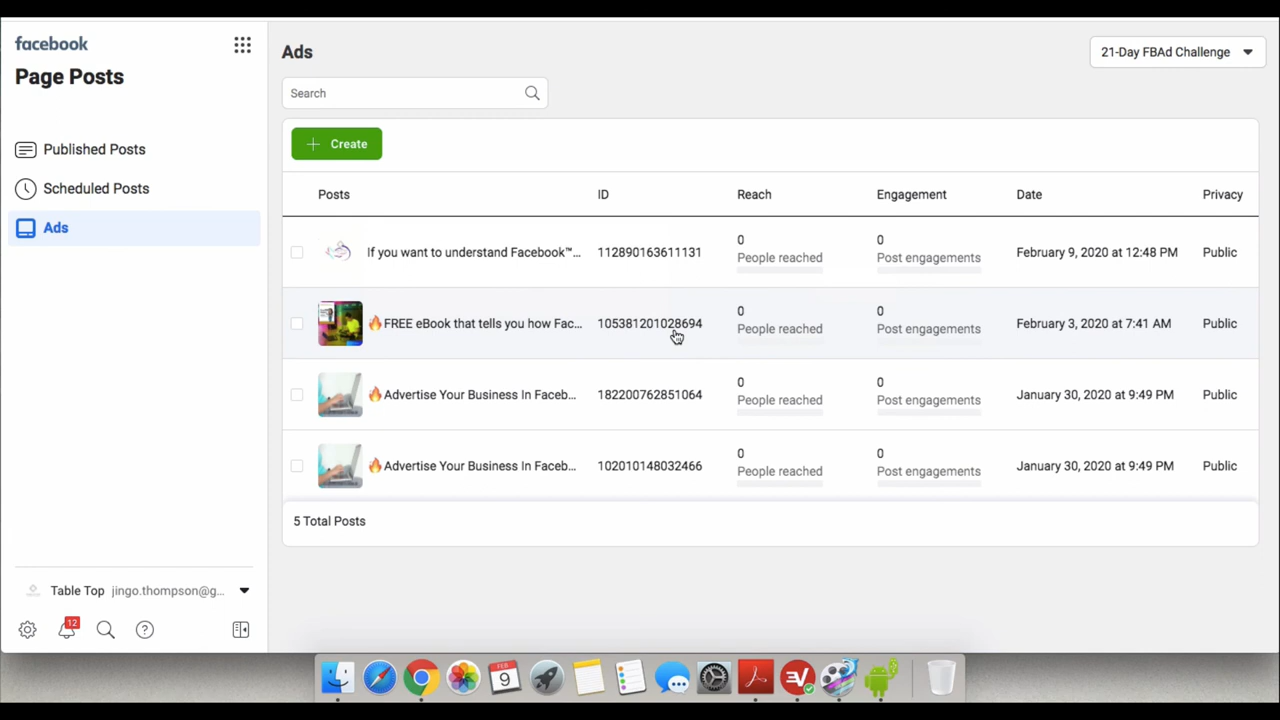 facebook
Page Posts
Published Posts
Scheduled Posts
Ads
Table Top jingo.thompson@g...
12
Ads
21-Day FBAd Challenge
Search
Create
Posts ID Reach Engagement Date Privacy
If you want to understand Facebook™... 112890163611131 0 People reached 0 Post engagements February 9, 2020 at 12:48 PM Public
🔥FREE eBook that tells you how Fac... 105381201028694 0 People reached 0 Post engagements February 3, 2020 at 7:41 AM Public
🔥Advertise Your Business In Faceb... 182200762851064 0 People reached 0 Post engagements January 30, 2020 at 9:49 PM Public
🔥Advertise Your Business In Faceb... 102010148032466 0 People reached 0 Post engagements January 30, 2020 at 9:49 PM Public
5 Total Posts
FEB
9